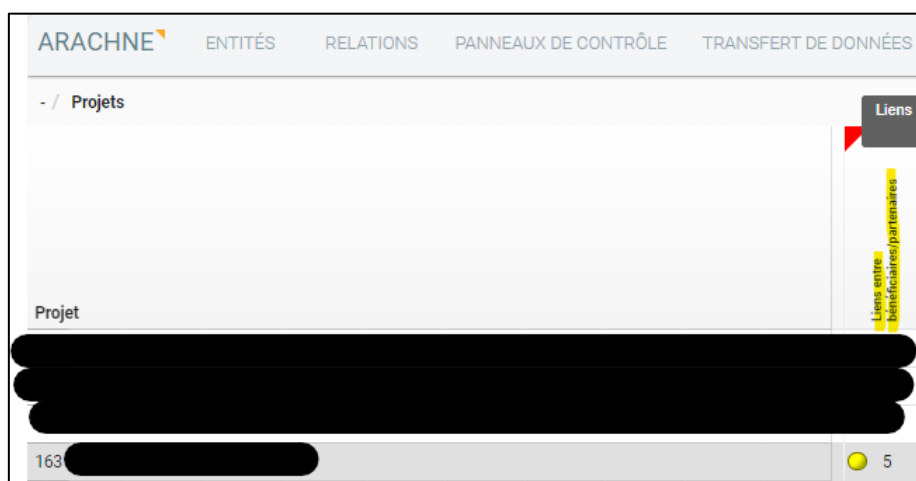 ARACHNE ENTITÉS RELATIONS PANNEAUX DE CONTRÔLE TRANSFERT DE DONNÉES
- / Projets
Liens
Liens entre
bénéficiaires/partenaires
Projet
163 5